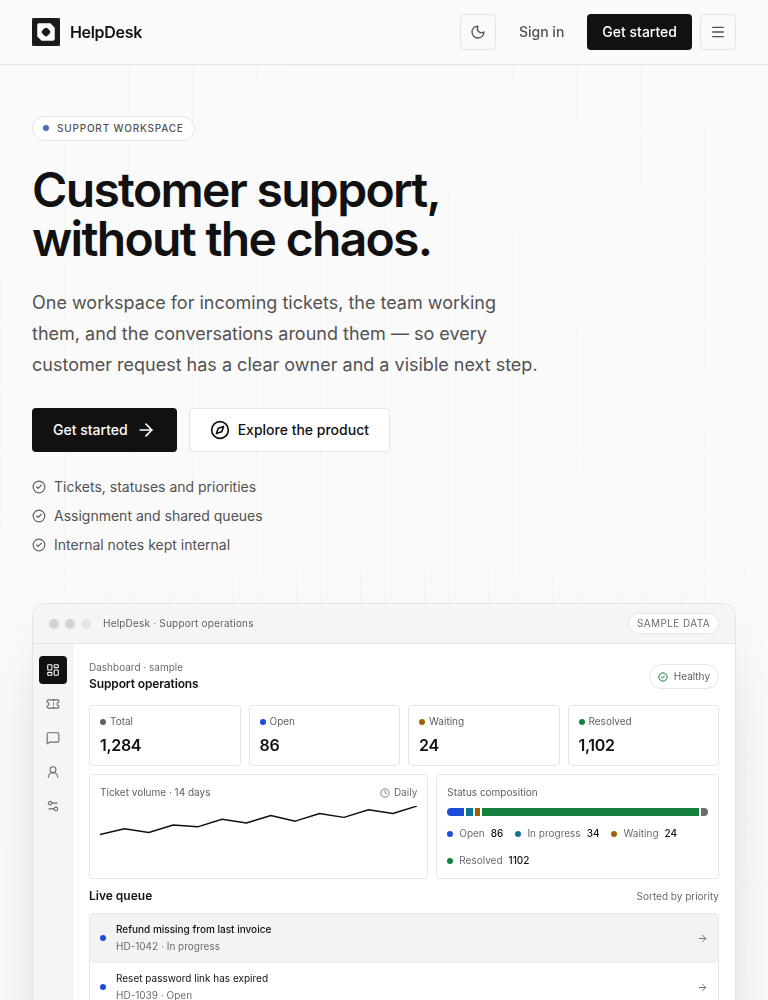 HelpDesk
Sign in
Get started
SUPPORT WORKSPACE
Customer support,
without the chaos.
One workspace for incoming tickets, the team working
them, and the conversations around them — so every
customer request has a clear owner and a visible next step.
Get started
Explore the product
Tickets, statuses and priorities
Assignment and shared queues
Internal notes kept internal
HelpDesk · Support operations
SAMPLE DATA
Dashboard · sample
Support operations
Healthy
Total
1,284
Open
86
Waiting
24
Resolved
1,102
Ticket volume · 14 days
Daily
Status composition
Open 86 In progress 34 Waiting 24
Resolved 1102
Live queue
Sorted by priority
Refund missing from last invoice
HD-1042 · In progress
Reset password link has expired
HD-1039 · Open